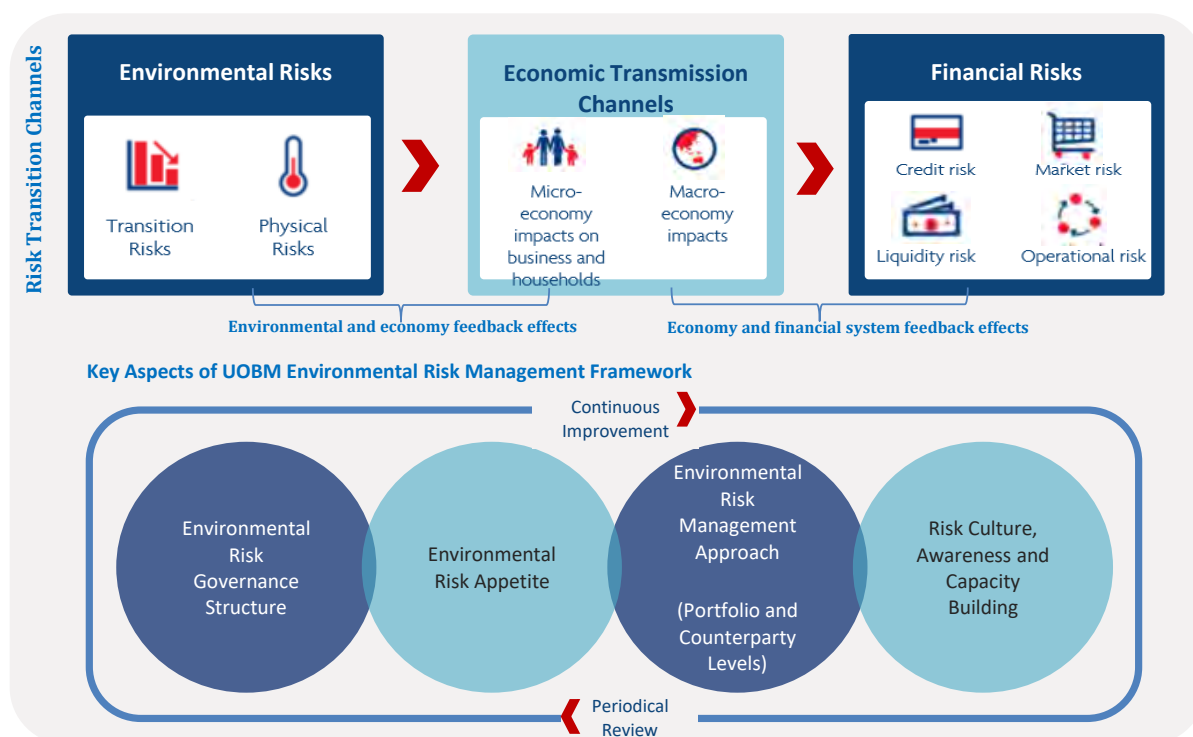 Risk Transition Channels
Environmental Risks
Transition
Risks
Physical
Risks
Economic Transmission
Channels
Micro-
economy
impacts on
business and
households
Macro-
economy
impacts
Financial Risks
Credit risk
Market risk
Liquidity risk
Operational risk
Environmental and economy feedback effects
Economy and financial system feedback effects
Key Aspects of UOBM Environmental Risk Management Framework
Continuous
Improvement
Environmental
Risk
Governance
Structure
Environmental
Risk Appetite
Environmental
Risk
Management
Approach
(Portfolio and
Counterparty
Levels)
Risk Culture,
Awareness and
Capacity
Building
Periodical
Review